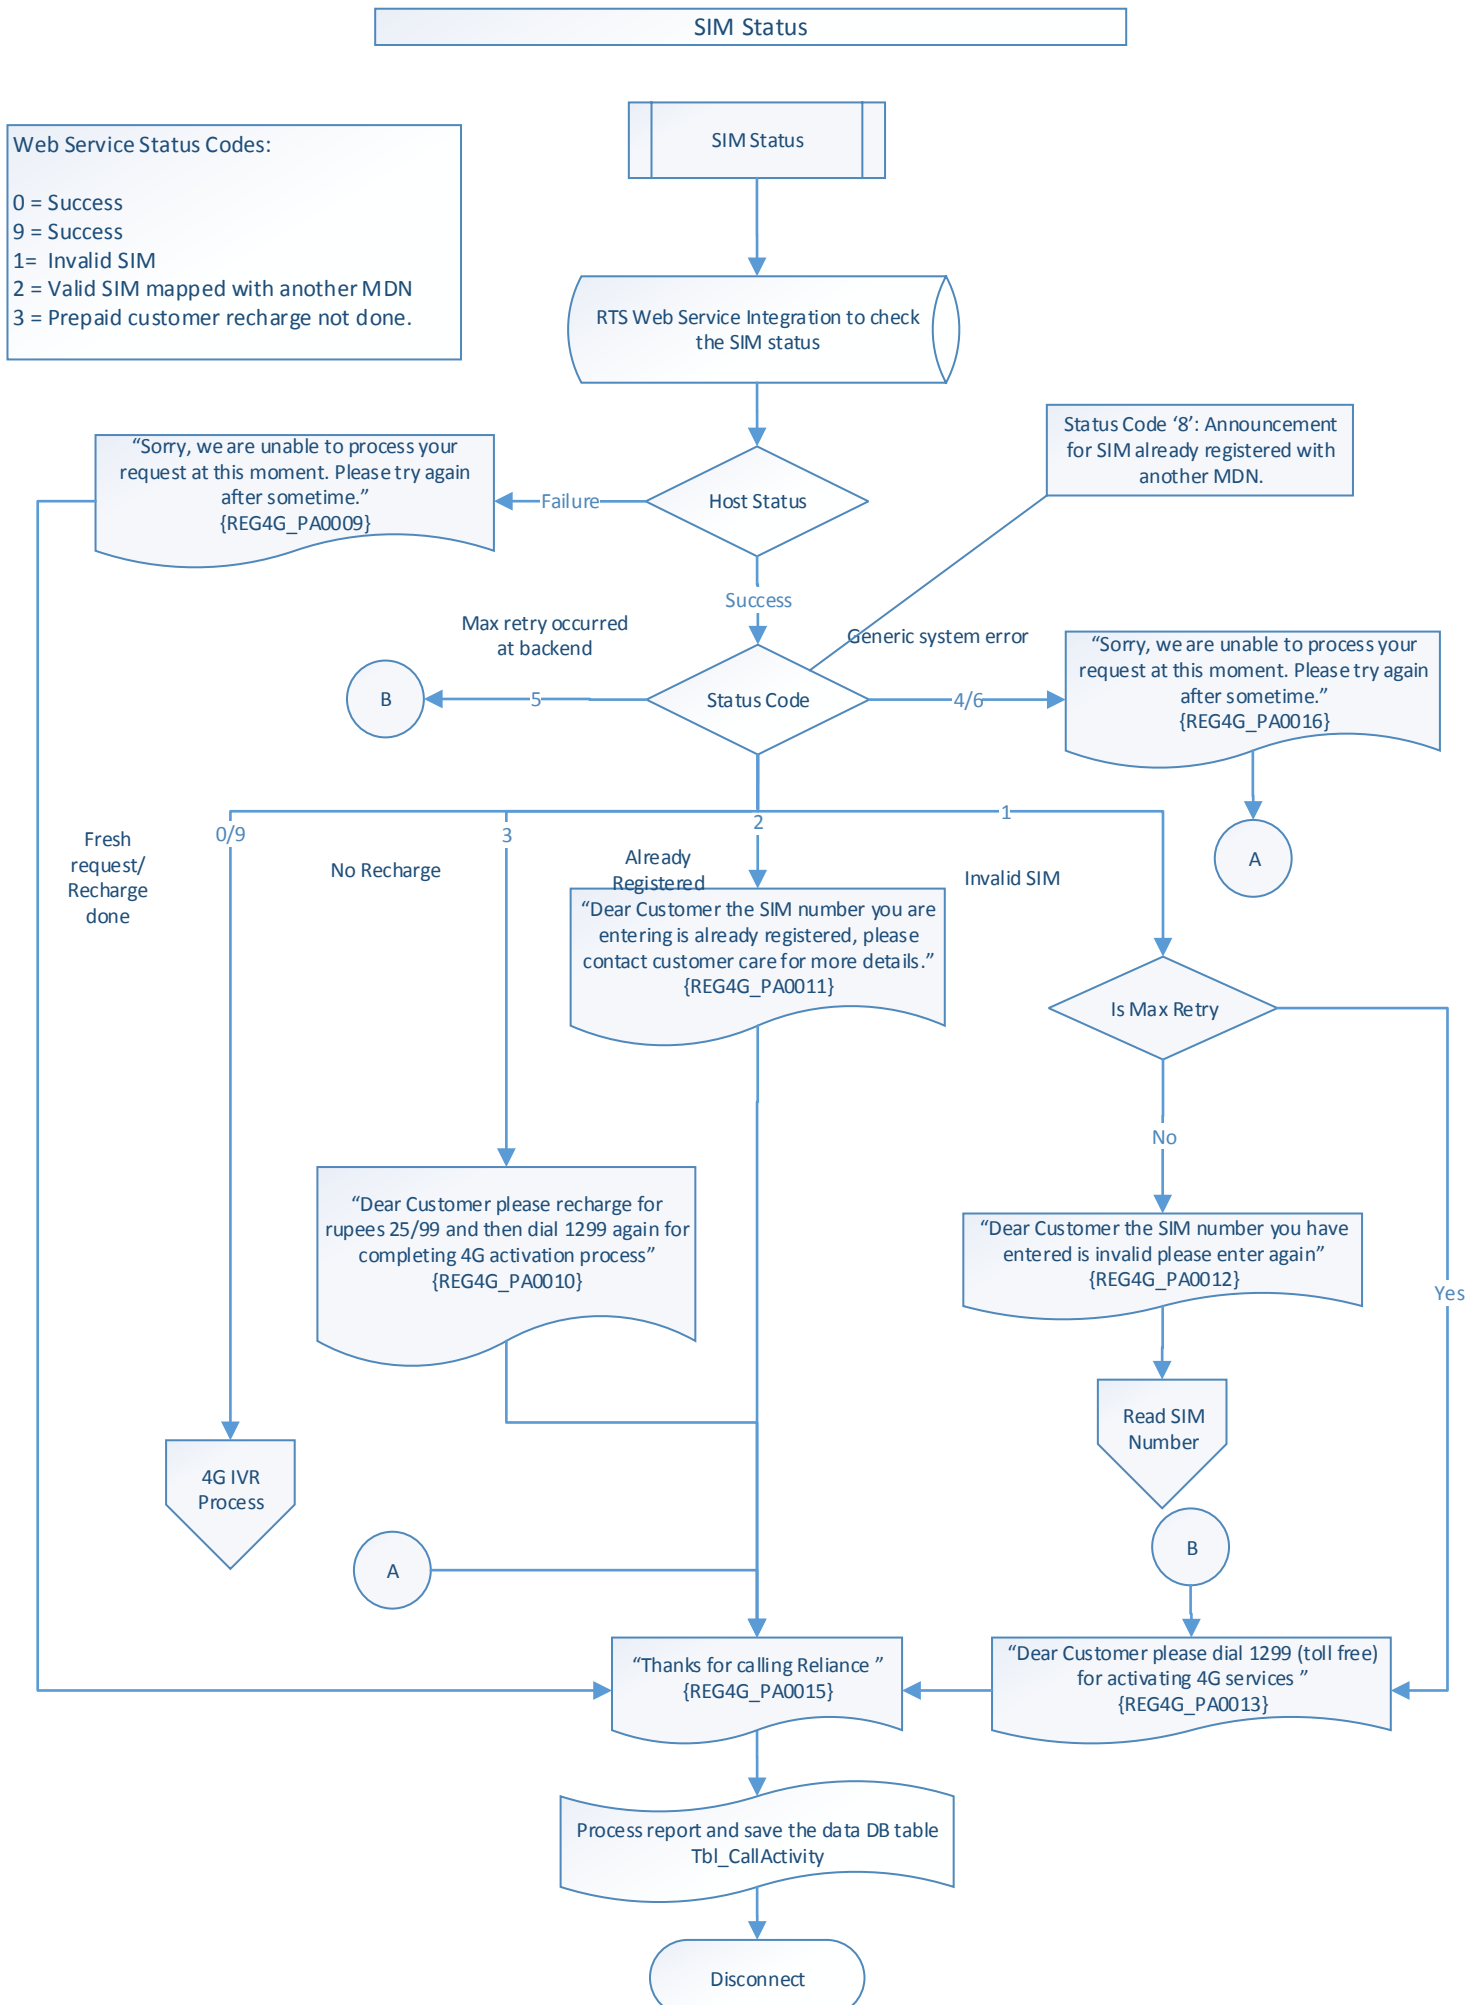 SIM Status
SIM Status
Web Service Status Codes:
0 = Success
9 = Success
1=  Invalid SIM
2 = Valid SIM mapped with another MDN
3 = Prepaid customer recharge not done.
RTS Web Service Integration to check
the SIM status
Status Code ‘8’: Announcement
for SIM already registered with
another MDN.
“Sorry, we are unable to process your
request at this moment. Please try again
after sometime.”
{REG4G_PA0009}
Failure
Host Status
Success
Max retry occurred
at backend
Generic system error
“Sorry, we are unable to process your
request at this moment. Please try again
after sometime.”
{REG4G_PA0016}
B
5
Status Code
4/6
A
Fresh
request/
Recharge
done
0/9
3
2
1
No Recharge
Already
Registered
Invalid SIM
“Dear Customer the SIM number you are
entering is already registered, please
contact customer care for more details.”
{REG4G_PA0011}
Is Max Retry
No
Yes
“Dear Customer please recharge for
rupees 25/99 and then dial 1299 again for
completing 4G activation process”
{REG4G_PA0010}
“Dear Customer the SIM number you have
entered is invalid please enter again”
{REG4G_PA0012}
Read SIM
Number
4G IVR
Process
B
A
“Thanks for calling Reliance ”
{REG4G_PA0015}
“Dear Customer please dial 1299 (toll free)
for activating 4G services ”
{REG4G_PA0013}
Process report and save the data DB table
Tbl_CallActivity
Disconnect